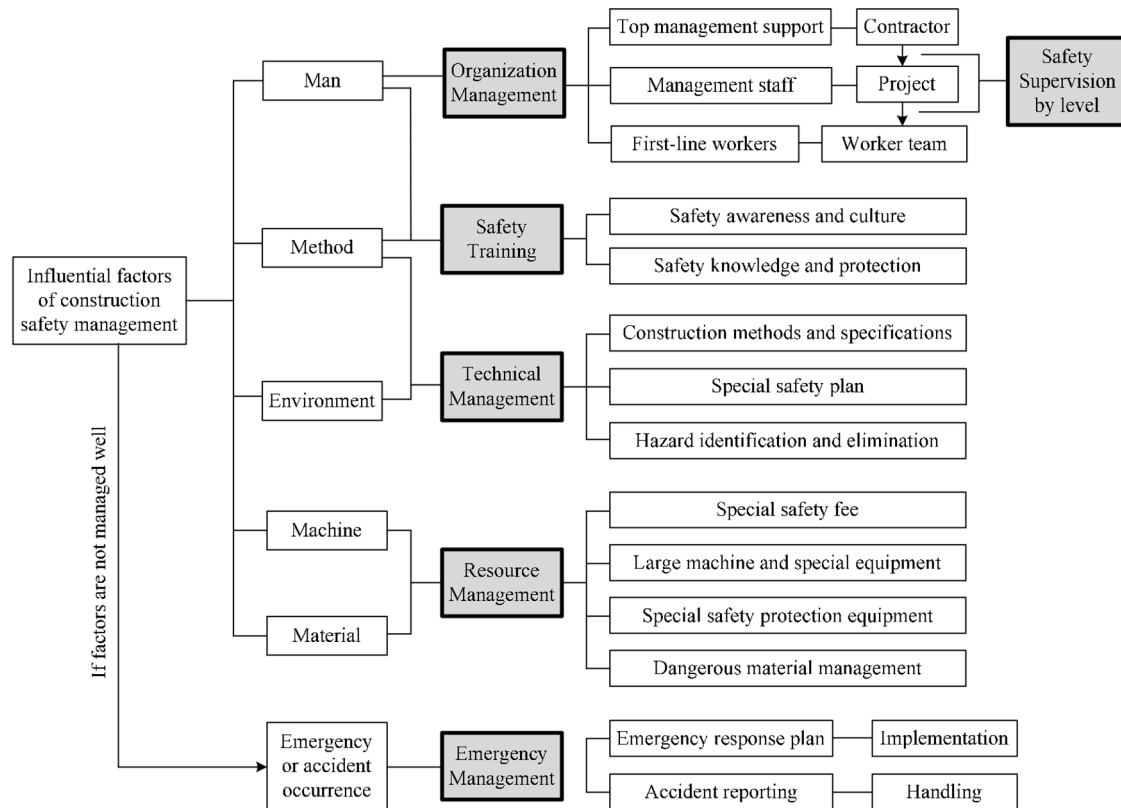 Influential factors
of construction
safety management
If factors are not managed well
Man
Method
Environment
Machine
Material
Emergency
or accident
occurrence
Organization
Management
Safety
Training
Technical
Management
Resource
Management
Emergency
Management
Top management support
Contractor
Management staff
Project
First-line workers
Worker team
Safety
Supervision
by level
Safety awareness and culture
Safety knowledge and protection
Construction methods and specifications
Special safety plan
Hazard identification and elimination
Special safety fee
Large machine and special equipment
Special safety protection equipment
Dangerous material management
Emergency response plan
Implementation
Accident reporting
Handling